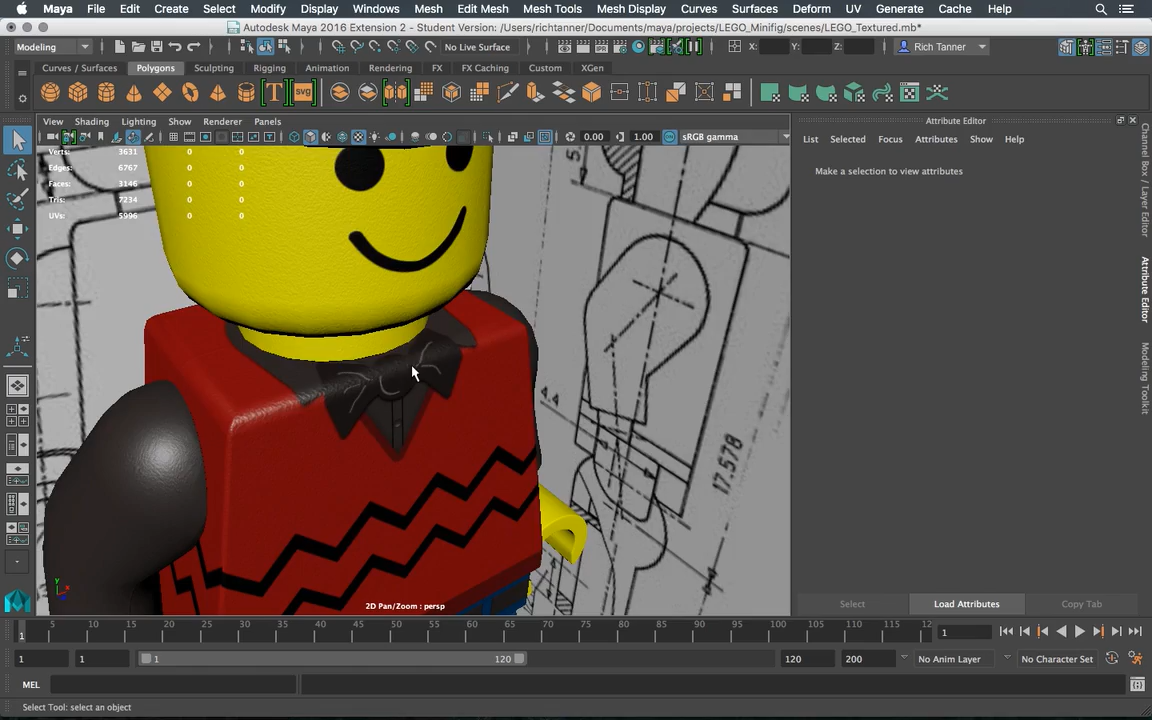 Maya File Edit Create Select Modify Display Windows Mesh Edit Mesh Mesh Tools Mesh Display Curves Surfaces Deform UV Generate Cache Help
Autodesk Maya 2016 Extension 2 - Student Version: /Users/richtanner/Documents/maya/projects/LEGO_Minifig/scenes/LEGO_Textured.mb*
Modeling No Live Surface X: Y: Z: Rich Tanner
Curves / Surfaces Polygons Sculpting Rigging Animation Rendering FX FX Caching Custom XGen
T SVG
View Shading Lighting Show Renderer Panels
0.00 1.00 sRGB gamma
Verts: 3631 0 0
Edges: 6767 0 0
Faces: 3146 0 0
Tris: 7234 0 0
UVs: 5996 0 0
4.4
17.578
y
2D Pan/Zoom : persp
Attribute Editor
List Selected Focus Attributes Show Help
Make a selection to view attributes
Select Load Attributes Copy Tab
Channel Box / Layer Editor
Attribute Editor
Modeling Toolkit
1 5 10 15 20 25 30 35 40 45 50 55 60 65 70 75 80 85 90 95 100 105 110 115 12 1
1 1 1 120 120 200 No Anim Layer No Character Set
MEL
Select Tool: select an object